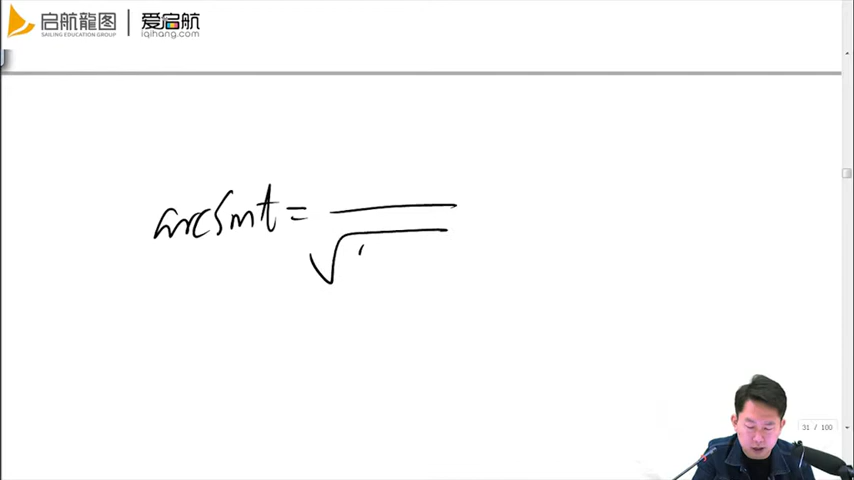 启航龍图 爱启航
SAILING EDUCATION GROUP iqihang.com
arcsint = —
√
31 / 100